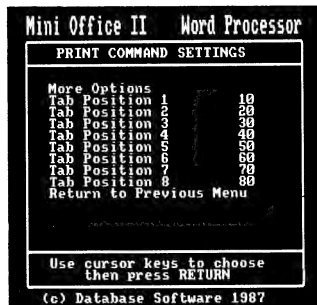 Mini Office II Word Processor
PRINT COMMAND SETTINGS
More Options
Tab Position 1 10
Tab Position 2 20
Tab Position 3 30
Tab Position 4 40
Tab Position 5 50
Tab Position 6 60
Tab Position 7 70
Tab Position 8 80
Return to Previous Menu
Use cursor keys to choose
then press RETURN
(c) Database Software 1987